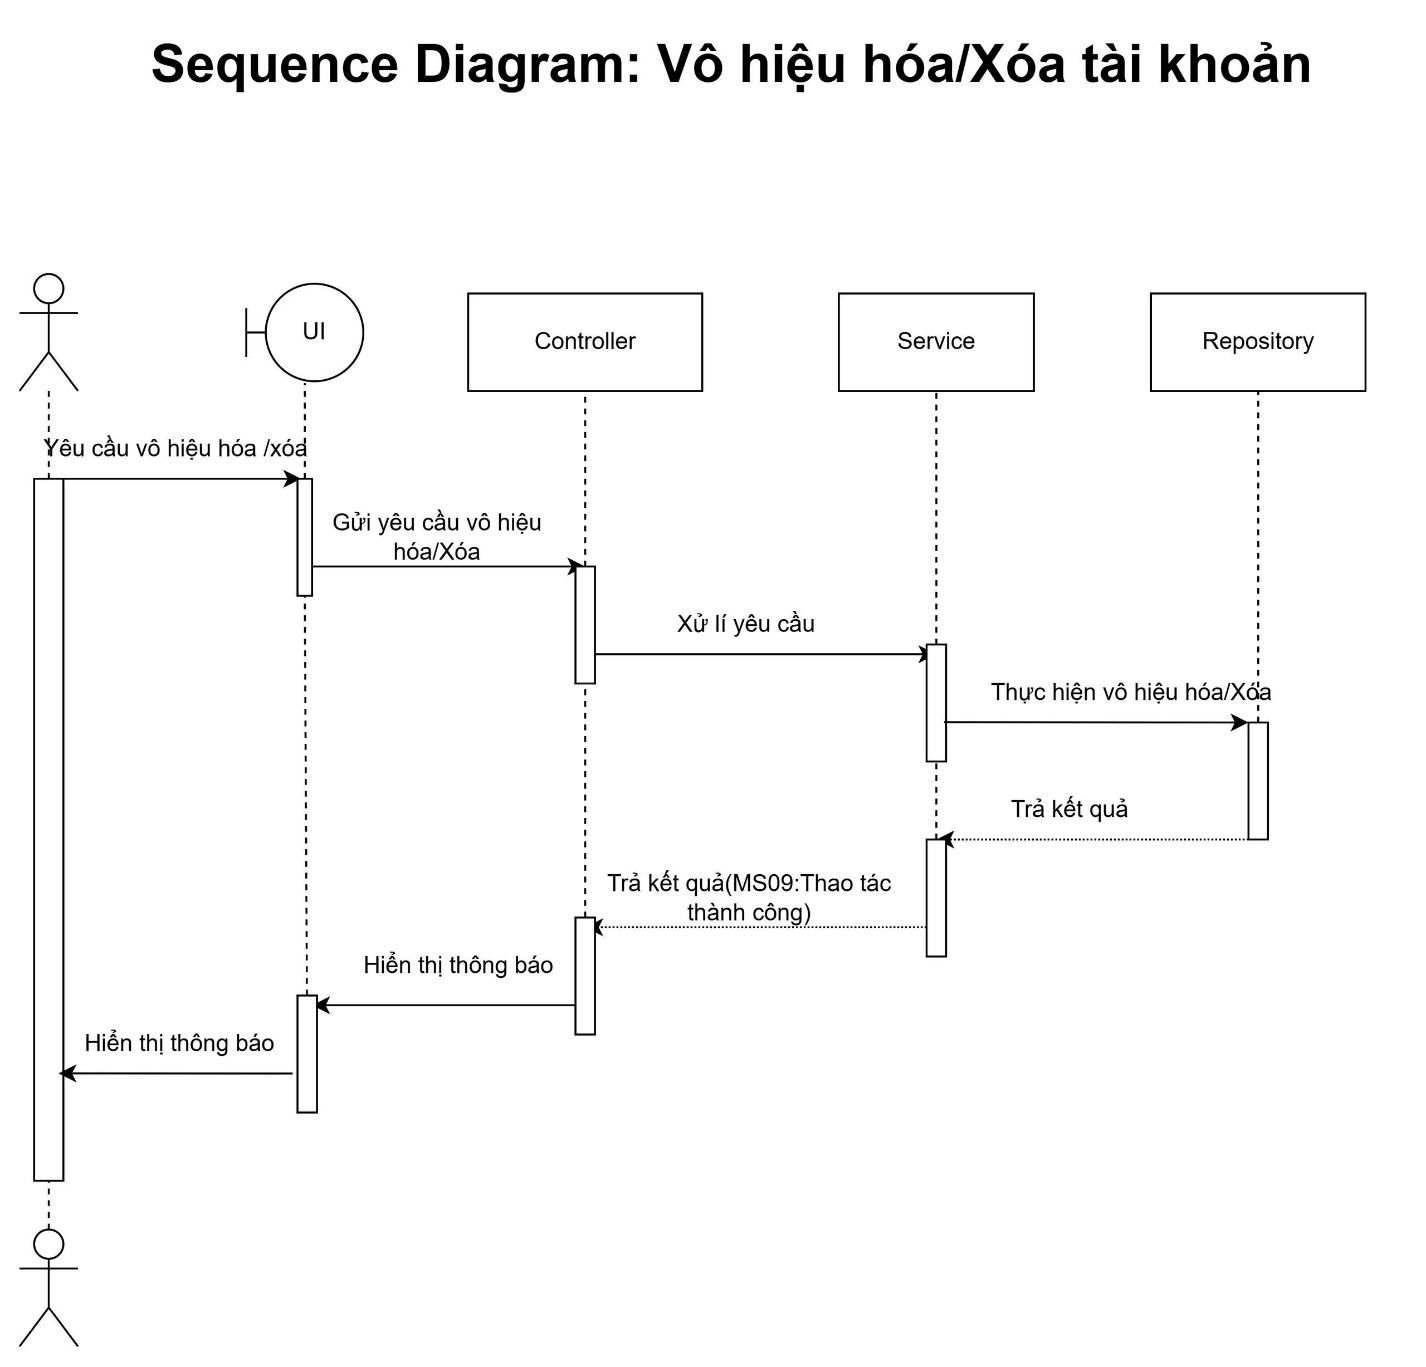 Sequence Diagram: Vô hiệu hóa/Xóa tài khoản
UI
Controller
Service
Repository
Yêu cầu vô hiệu hóa /xóa
Gửi yêu cầu vô hiệu
hóa/Xóa
Xử lí yêu cầu
Thực hiện vô hiệu hóa/Xóa
Trả kết quả
Trả kết quả(MS09:Thao tác
thành công)
Hiển thị thông báo
Hiển thị thông báo